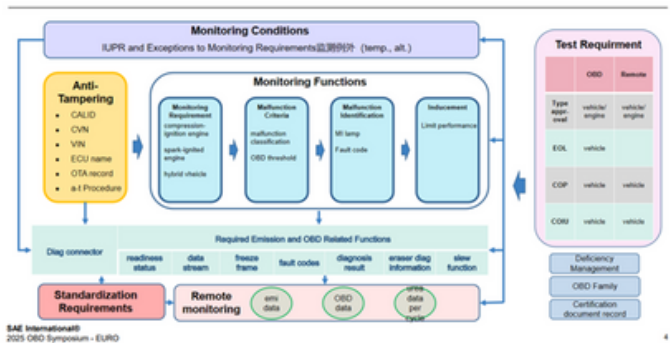 Monitoring Conditions
IUPR and Exceptions to Monitoring Requirements监测例外 (temp., alt.)
Anti-
Tampering
• CALID
• CVN
• VIN
• ECU name
• OTA record
• a-t Procedure
Monitoring Functions
Monitoring
Requirement
compression-
ignition engine
spark-ignited
engine
hybrid vheicle
Malfunction
Criteria
malfunction
classification
OBD threshold
Malfunction
Identification
MI lamp
Fault code
Inducement
Limit performance
Test Requirment
OBD Remote
Type
appr-
oval
vehicle/
engine
vehicle/
engine
EOL vehicle
COP vehicle vehicle
COIU vehicle vehicle
Diag connector
Required Emission and OBD Related Functions
readiness
status
data
stream
freeze
frame
fault codes
diagnosis
result
eraser diag
information
slew
function
Standardization
Requirements
Remote
monitoring
emi
data
OBD
data
urea
data
per
cycle
Deficiency
Management
OBD Family
Certification
document record
SAE International®
2025 OBD Symposium - EURO
4